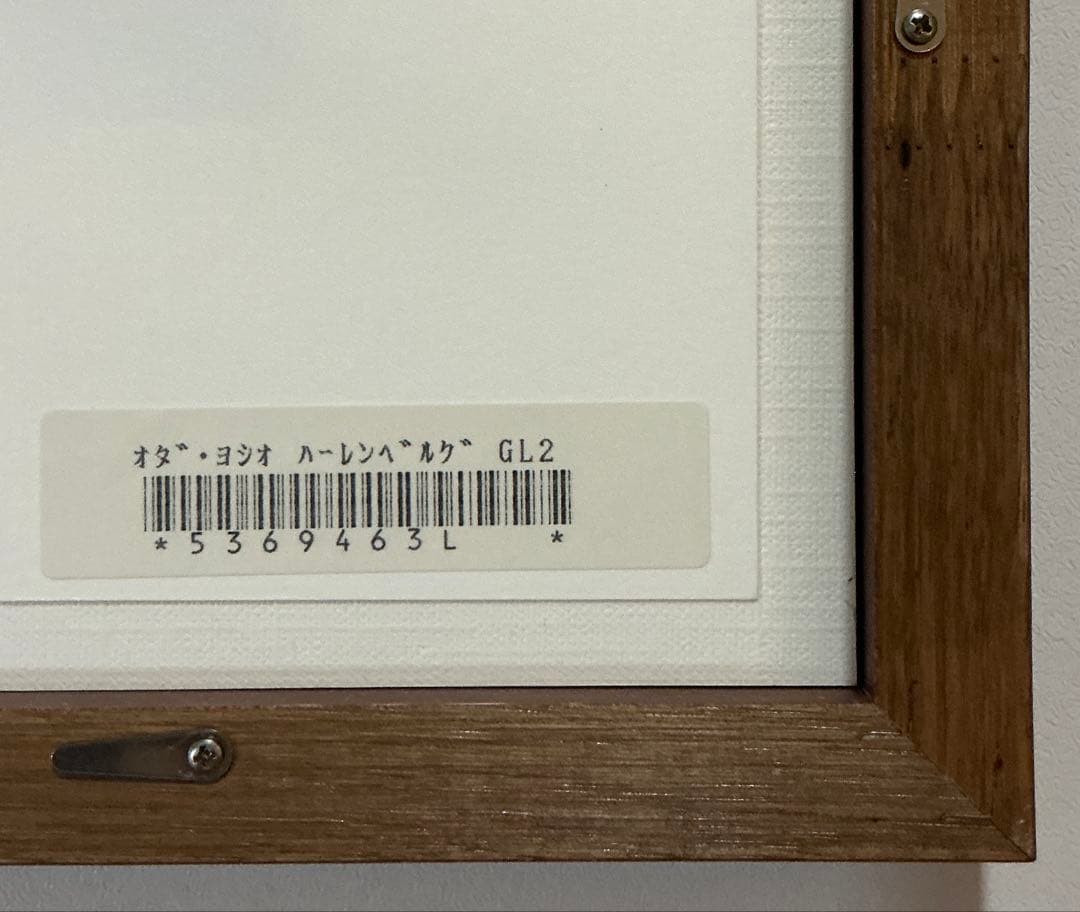 ｵﾀﾞ･ﾖｼｵ ﾊｰﾚﾝﾍﾞﾙｸﾞ GL2
*5369463L *